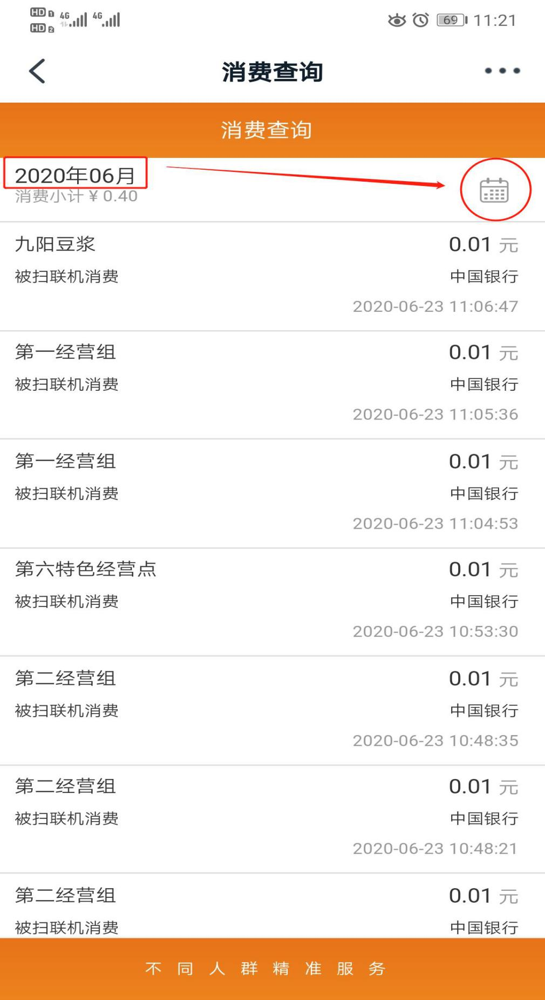 HD 1 4G 4G 69 11:21
HD 2
消费查询
消费查询
2020年06月
消费小计 ¥ 0.40
九阳豆浆 0.01 元
被扫联机消费 中国银行
2020-06-23 11:06:47
第一经营组 0.01 元
被扫联机消费 中国银行
2020-06-23 11:05:36
第一经营组 0.01 元
被扫联机消费 中国银行
2020-06-23 11:04:53
第六特色经营点 0.01 元
被扫联机消费 中国银行
2020-06-23 10:53:30
第二经营组 0.01 元
被扫联机消费 中国银行
2020-06-23 10:48:35
第二经营组 0.01 元
被扫联机消费 中国银行
2020-06-23 10:48:21
第二经营组 0.01 元
被扫联机消费 中国银行
不同人群精准服务